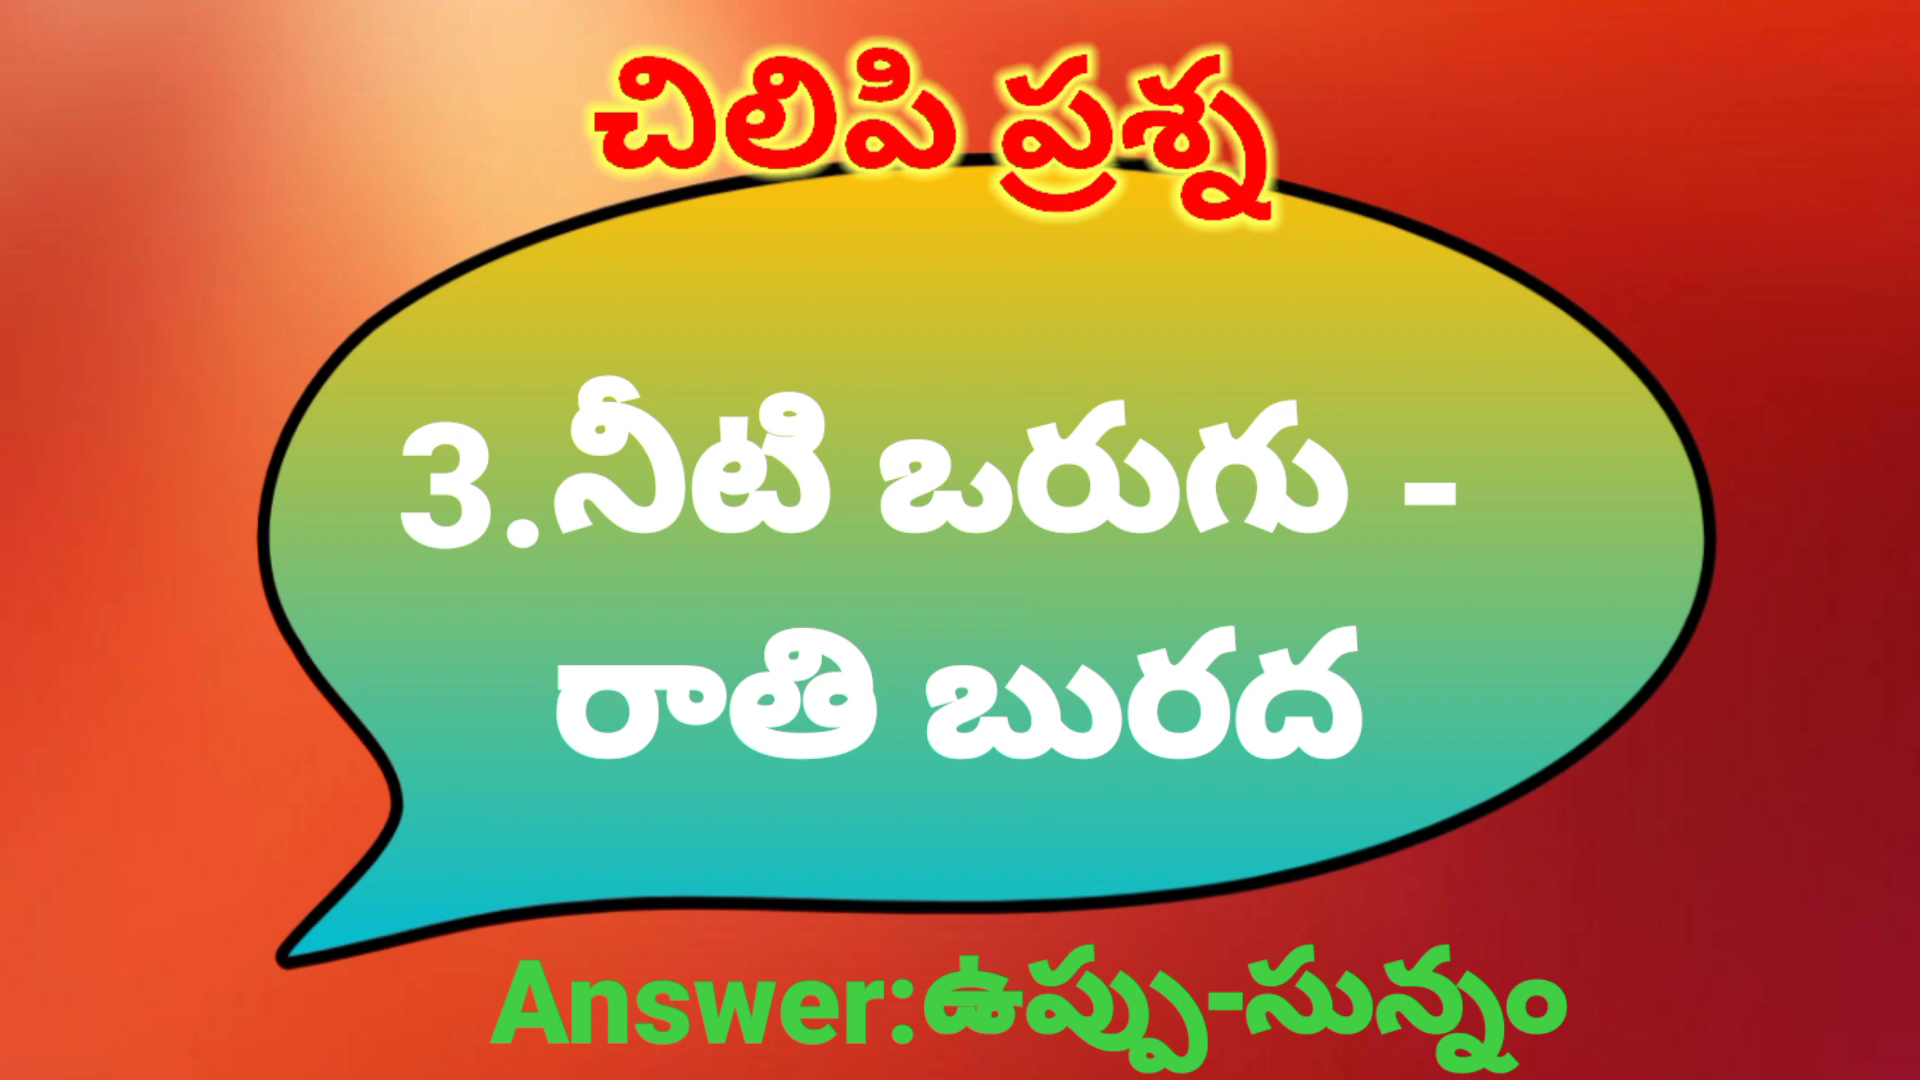 చిలిపి ప్రశ్న
3.నీటి ఒరుగు -
రాతి బురద
Answer:ఉప్పు-సున్నం